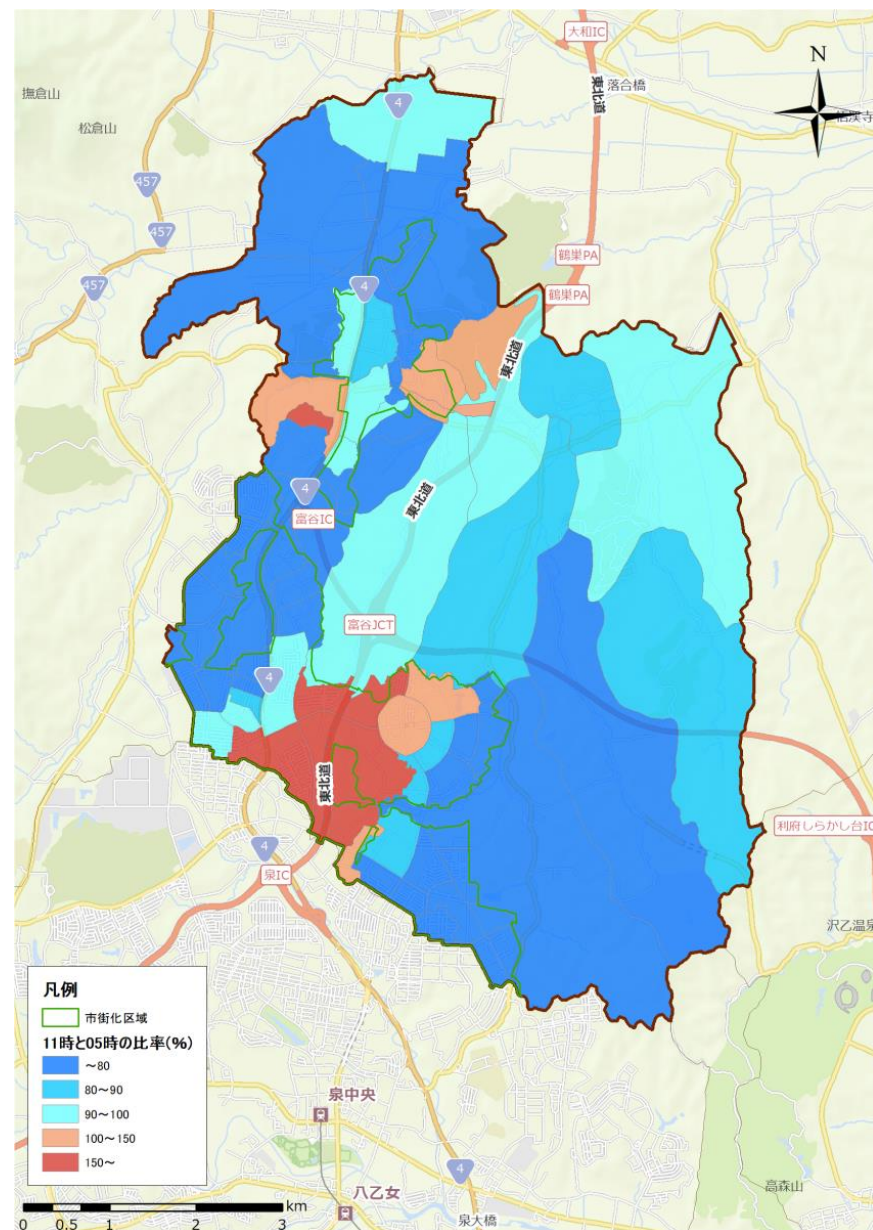 大和IC
東北道
落合橋
N
4
撫倉山
松倉山
457
457
457
鶴巣PA
鶴巣PA
4
東北道
東北道
4
富谷IC
富谷JCT
4
東北道
4
泉IC
利府しらかし台IC
沢乙温泉
凡例
市街化区域
11時と05時の比率(%)
~80
80~90
90~100
100~150
150~
泉中央
八乙女
4
泉大橋
高森山
0 0.5 1 2 3
km